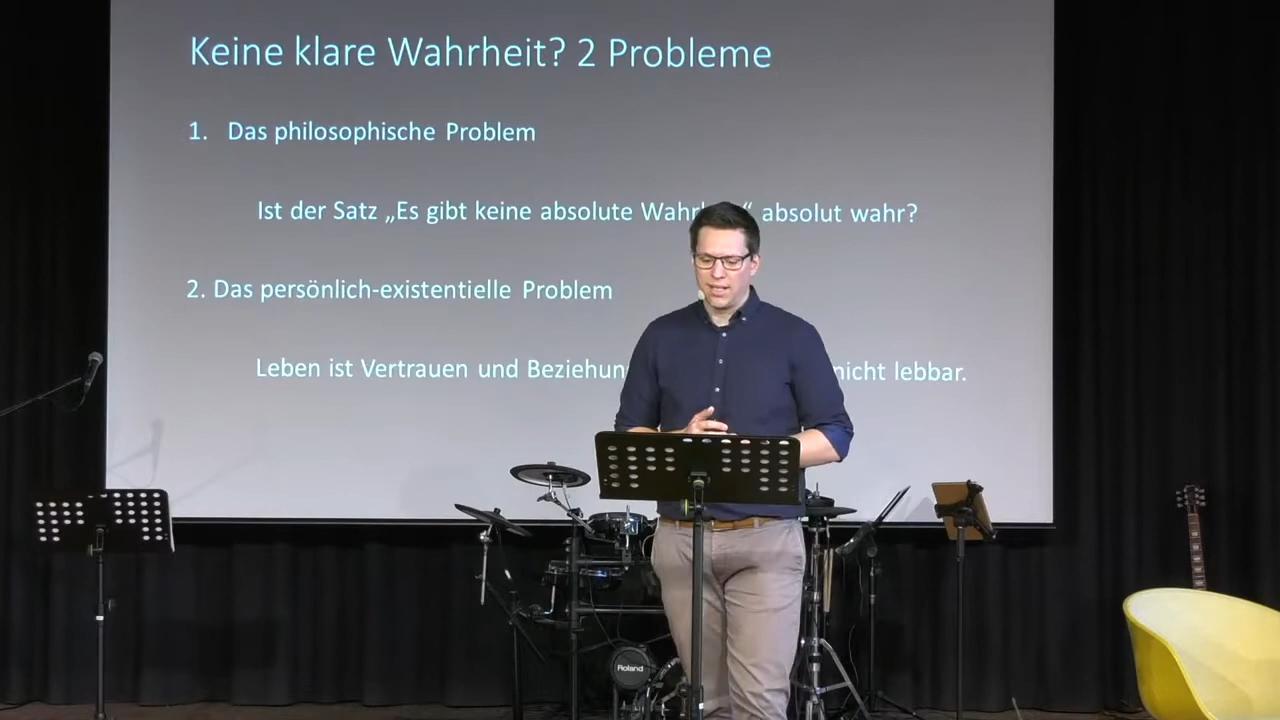 Keine klare Wahrheit? 2 Probleme
1. Das philosophische Problem
Ist der Satz „Es gibt keine absolute “ absolut wahr?
2. Das persönlich-existentielle Problem
Leben ist Vertrauen und nicht lebbar.
Roland